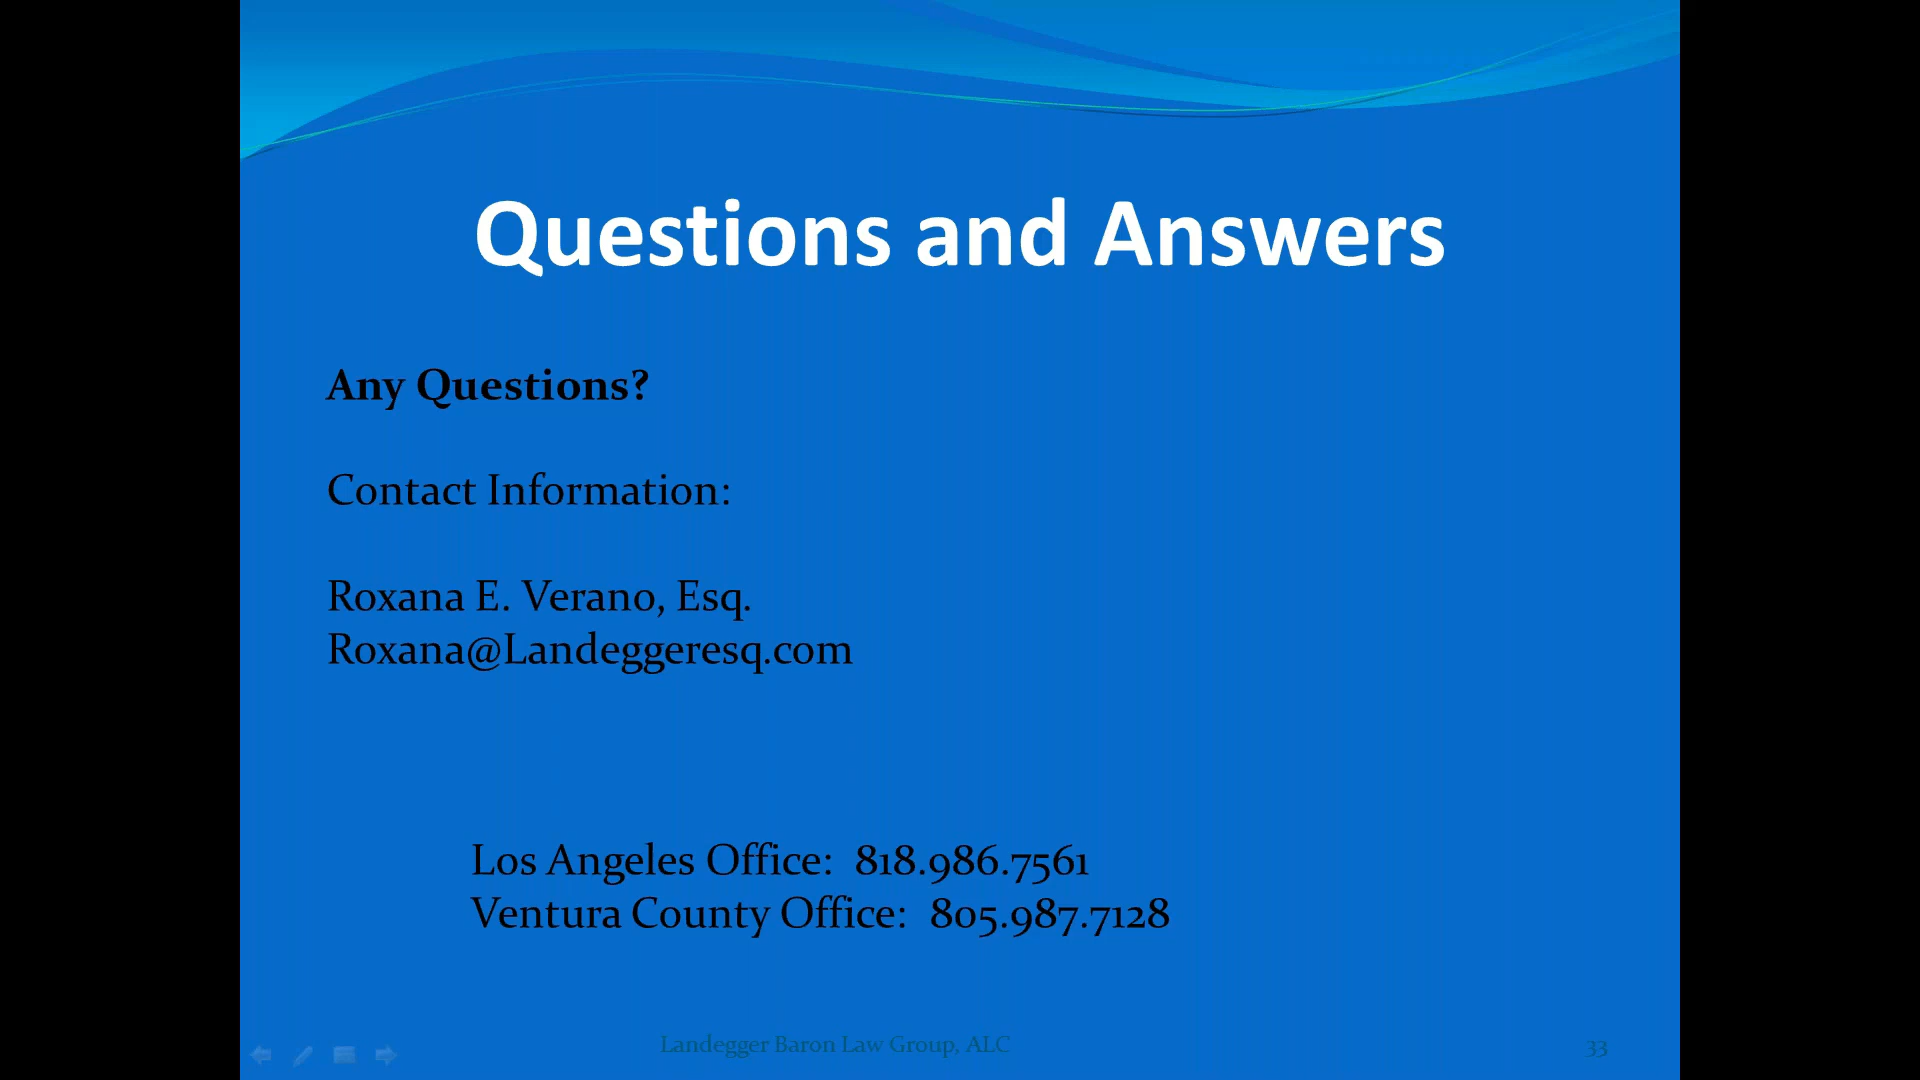 Questions and Answers
Any Questions?
Contact Information:
Roxana E. Verano, Esq.
Roxana@Landeggeresq.com
Los Angeles Office:  818.986.7561
Ventura County Office:  805.987.7128
Landegger Baron Law Group, ALC
33